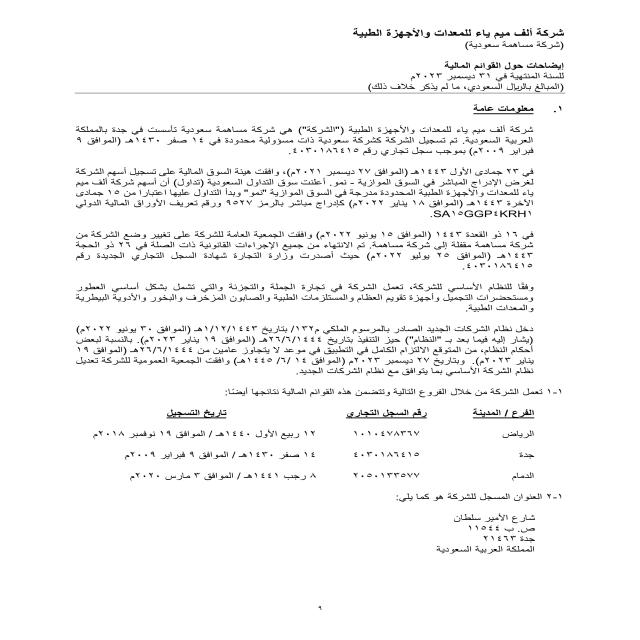 شركة ألف ميم ياء للمعدات والأجهزة الطبية
(شركة مساهمة سعودية)
إيضاحات حول القوائم المالية
للسنة المنتهية في ٣١ ديسمبر ٢٠٢٣م
(المبالغ بالريال السعودي، ما لم يذكر خلاف ذلك)
١. معلومات عامة
شركة ألف ميم ياء للمعدات والأجهزة الطبية ("الشركة") هي شركة مساهمة سعودية تأسست في جدة بالمملكة
العربية السعودية. تم تسجيل الشركة كشركة سعودية ذات مسؤولية محدودة في ١٤ صفر ١٤٣٠هـ (الموافق ٩
فبراير ٢٠٠٩م) بموجب سجل تجاري رقم ٤٠٣٠١٨٦٤١٥.
في ٢٣ جمادى الأول ١٤٤٣هـ (الموافق ٢٧ ديسمبر ٢٠٢١م)، وافقت هيئة السوق المالية على تسجيل أسهم الشركة
لغرض الإدراج المباشر في السوق الموازية - نمو. أعلنت سوق التداول السعودية (تداول) أن أسهم شركة ألف ميم
ياء للمعدات والأجهزة الطبية المحدودة مدرجة في السوق الموازية "نمو" وبدأ التداول عليها اعتبارا من ١٥ جمادى
الآخرة ١٤٤٣هـ (الموافق ١٨ يناير ٢٠٢٢م) كإدراج مباشر بالرمز ٩٥٢٧ ورقم تعريف الأوراق المالية الدولي
SA١٥GGP٤KRH١.
في ١٦ ذو القعدة ١٤٤٣ (الموافق ١٥ يونيو ٢٠٢٢م) وافقت الجمعية العامة للشركة على تغيير وضع الشركة من
شركة مساهمة مقفلة إلى شركة مساهمة. تم الانتهاء من جميع الإجراءات القانونية ذات الصلة في ٢٦ ذو الحجة
١٤٤٣هـ (الموافق ٢٥ يوليو ٢٠٢٢م) حيث أصدرت وزارة التجارة شهادة السجل التجاري الجديدة رقم
٤٠٣٠١٨٦٤١٥.
وفقًا للنظام الأساسي للشركة، تعمل الشركة في تجارة الجملة والتجزئة والتي تشمل بشكل أساسي العطور
ومستحضرات التجميل وأجهزة تقويم العظام والمستلزمات الطبية والصابون المزخرف والبخور والأدوية البيطرية
والمعدات الطبية.
دخل نظام الشركات الجديد الصادر بالمرسوم الملكي م/١٣٢ بتاريخ ١/١٢/١٤٤٣هـ (الموافق ٣٠ يونيو ٢٠٢٢م)
(يشار إليه فيما بعد بـ "النظام") حيز التنفيذ بتاريخ ٢٦/٦/١٤٤٤هـ (الموافق ١٩ يناير ٢٠٢٣م). بالنسبة لبعض
أحكام النظام، من المتوقع الالتزام الكامل في التطبيق في موعد لا يتجاوز عامين من ٢٦/٦/١٤٤٤هـ (الموافق ١٩
يناير ٢٠٢٣م). وبتاريخ ٢٧ ديسمبر ٢٠٢٣م (الموافق ١٤ /٦/ ١٤٤٥هـ) وافقت الجمعية العمومية للشركة تعديل
نظام الشركة الأساسي بما يتوافق مع نظام الشركات الجديد.
١-١ تعمل الشركة من خلال الفروع التالية وتتضمن هذه القوائم المالية نتائجها أيضًا:
الفرع / المدينة رقم السجل التجاري تاريخ التسجيل
الرياض ١٠١٠٤٧٨٣٦٧ ١٢ ربيع الأول ١٤٤٠هـ / الموافق ١٩ نوفمبر ٢٠١٨م
جدة ٤٠٣٠١٨٦٤١٥ ١٤ صفر ١٤٣٠هـ / الموافق ٩ فبراير ٢٠٠٩م
الدمام ٢٠٥٠١٣٣٥٧٧ ٨ رجب ١٤٤١هـ / الموافق ٣ مارس ٢٠٢٠م
١-٢ العنوان المسجل للشركة هو كما يلي:
شارع الأمير سلطان
ص. ب ١١٥٤٤
جدة ٢١٤٦٣
المملكة العربية السعودية
٩